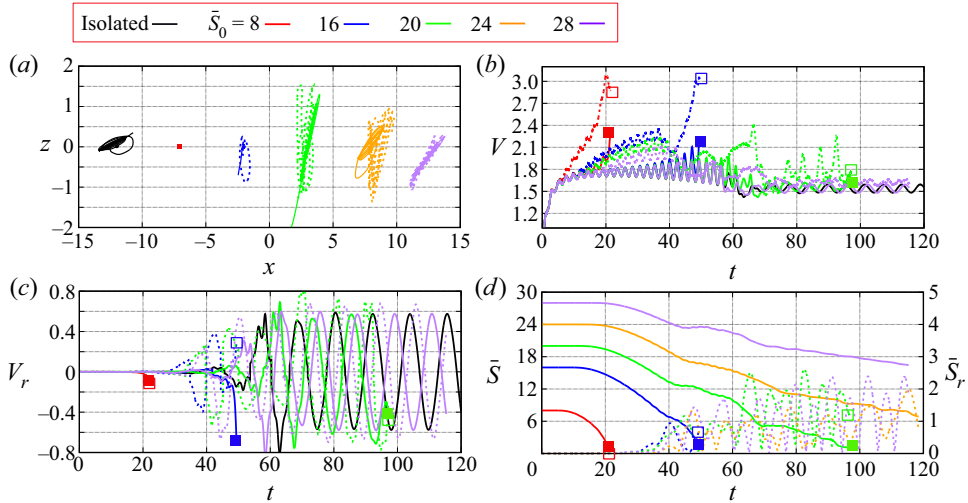 Isolated S̄₀ = 8 16 20 24 28
(a)
2
1
z 0
–1
–2
–15 –10 –5 0 5 10 15
x
(b)
3.0
2.7
2.4
2.1
V
1.8
1.5
1.2
0 20 40 60 80 100 120
t
(c)
0.8
0.4
V_r 0
–0.4
–0.8
0 20 40 60 80 100 120
t
(d)
30 5
24 4
S̄ 18 3 S̄_r
12 2
6 1
0
0 20 40 60 80 100 120
t